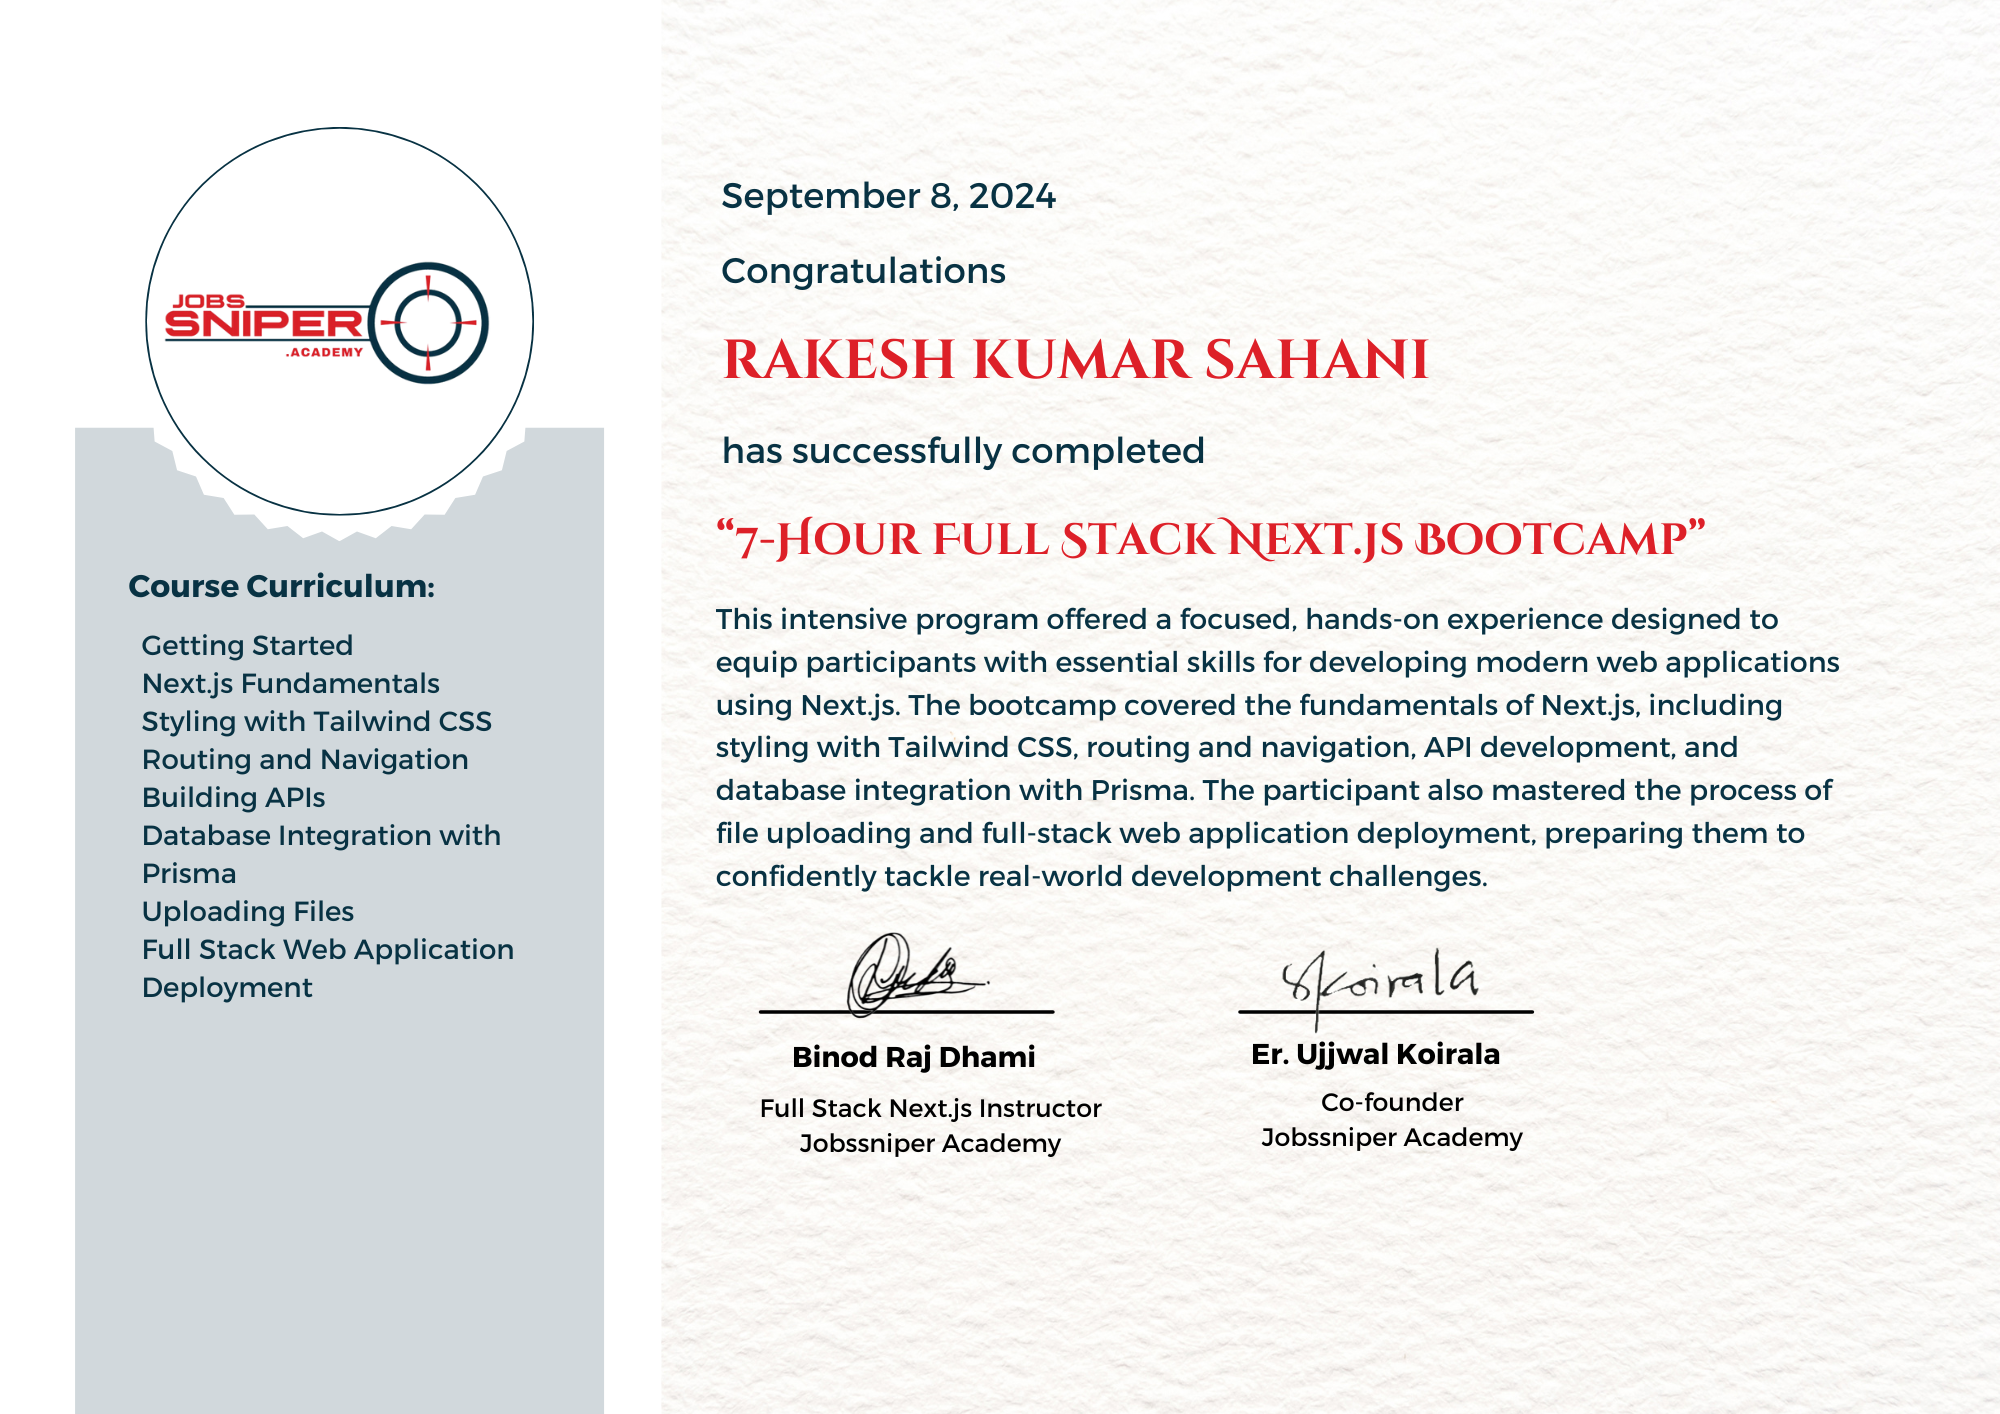 JOBS
SNIPER
.ACADEMY
Course Curriculum:
Getting Started
Next.js Fundamentals
Styling with Tailwind CSS
Routing and Navigation
Building APIs
Database Integration with
Prisma
Uploading Files
Full Stack Web Application
Deployment
September 8, 2024
Congratulations
RAKESH KUMAR SAHANI
has successfully completed
“7-Hour Full Stack Next.js Bootcamp”
This intensive program offered a focused, hands-on experience designed to
equip participants with essential skills for developing modern web applications
using Next.js. The bootcamp covered the fundamentals of Next.js, including
styling with Tailwind CSS, routing and navigation, API development, and
database integration with Prisma. The participant also mastered the process of
file uploading and full-stack web application deployment, preparing them to
confidently tackle real-world development challenges.
Skoirala
Binod Raj Dhami
Full Stack Next.js Instructor
Jobssniper Academy
Er. Ujjwal Koirala
Co-founder
Jobssniper Academy